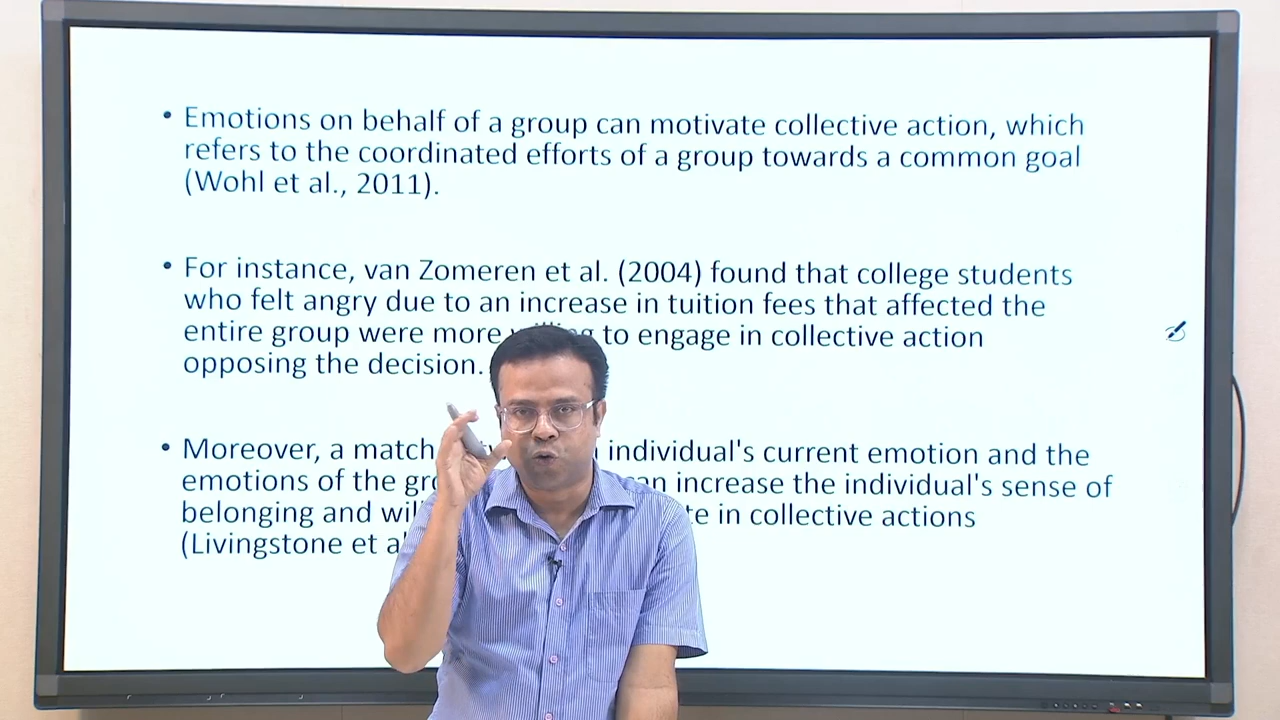 • Emotions on behalf of a group can motivate collective action, which
refers to the coordinated efforts of a group towards a common goal
(Wohl et al., 2011).
• For instance, van Zomeren et al. (2004) found that college students
who felt angry due to an increase in tuition fees that affected the
entire group were more willing to engage in collective action
opposing the decision.
• Moreover, a match individual's current emotion and the
emotions of the increase the individual's sense of
belonging and in collective actions
(Livingstone et